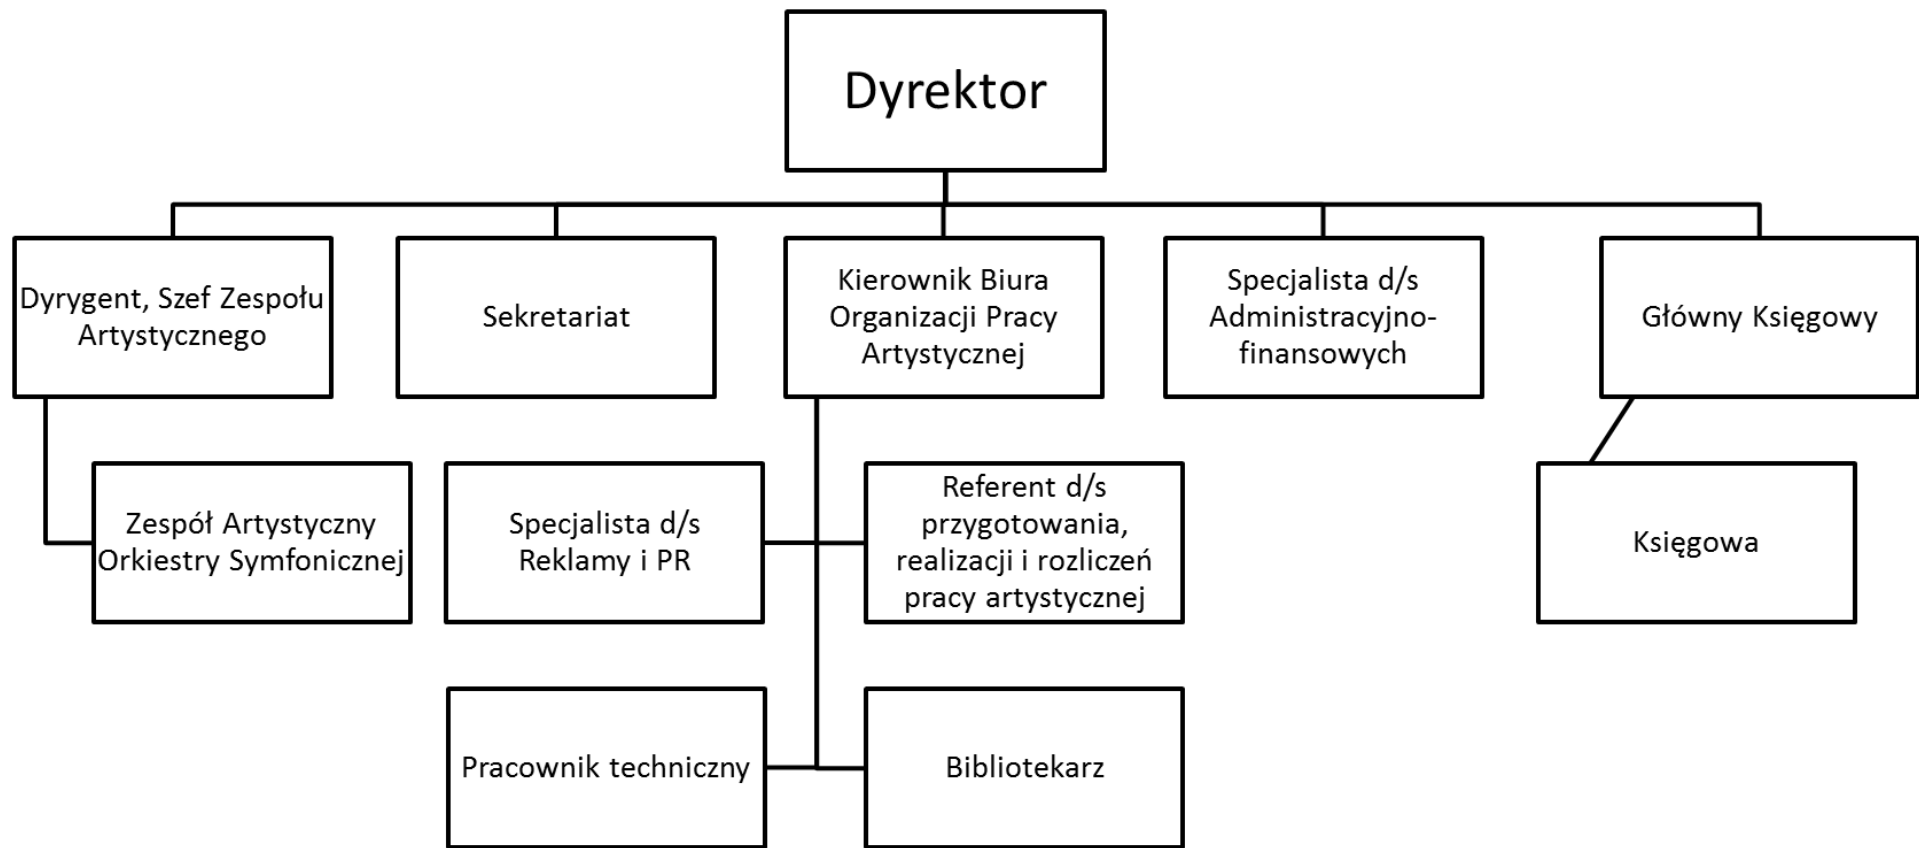 Dyrektor
Dyrygent, Szef Zespołu
Artystycznego
Sekretariat
Kierownik Biura
Organizacji Pracy
Artystycznej
Specjalista d/s
Administracyjno-
finansowych
Główny Księgowy
Zespół Artystyczny
Orkiestry Symfonicznej
Specjalista d/s
Reklamy i PR
Referent d/s
przygotowania,
realizacji i rozliczeń
pracy artystycznej
Księgowa
Pracownik techniczny
Bibliotekarz